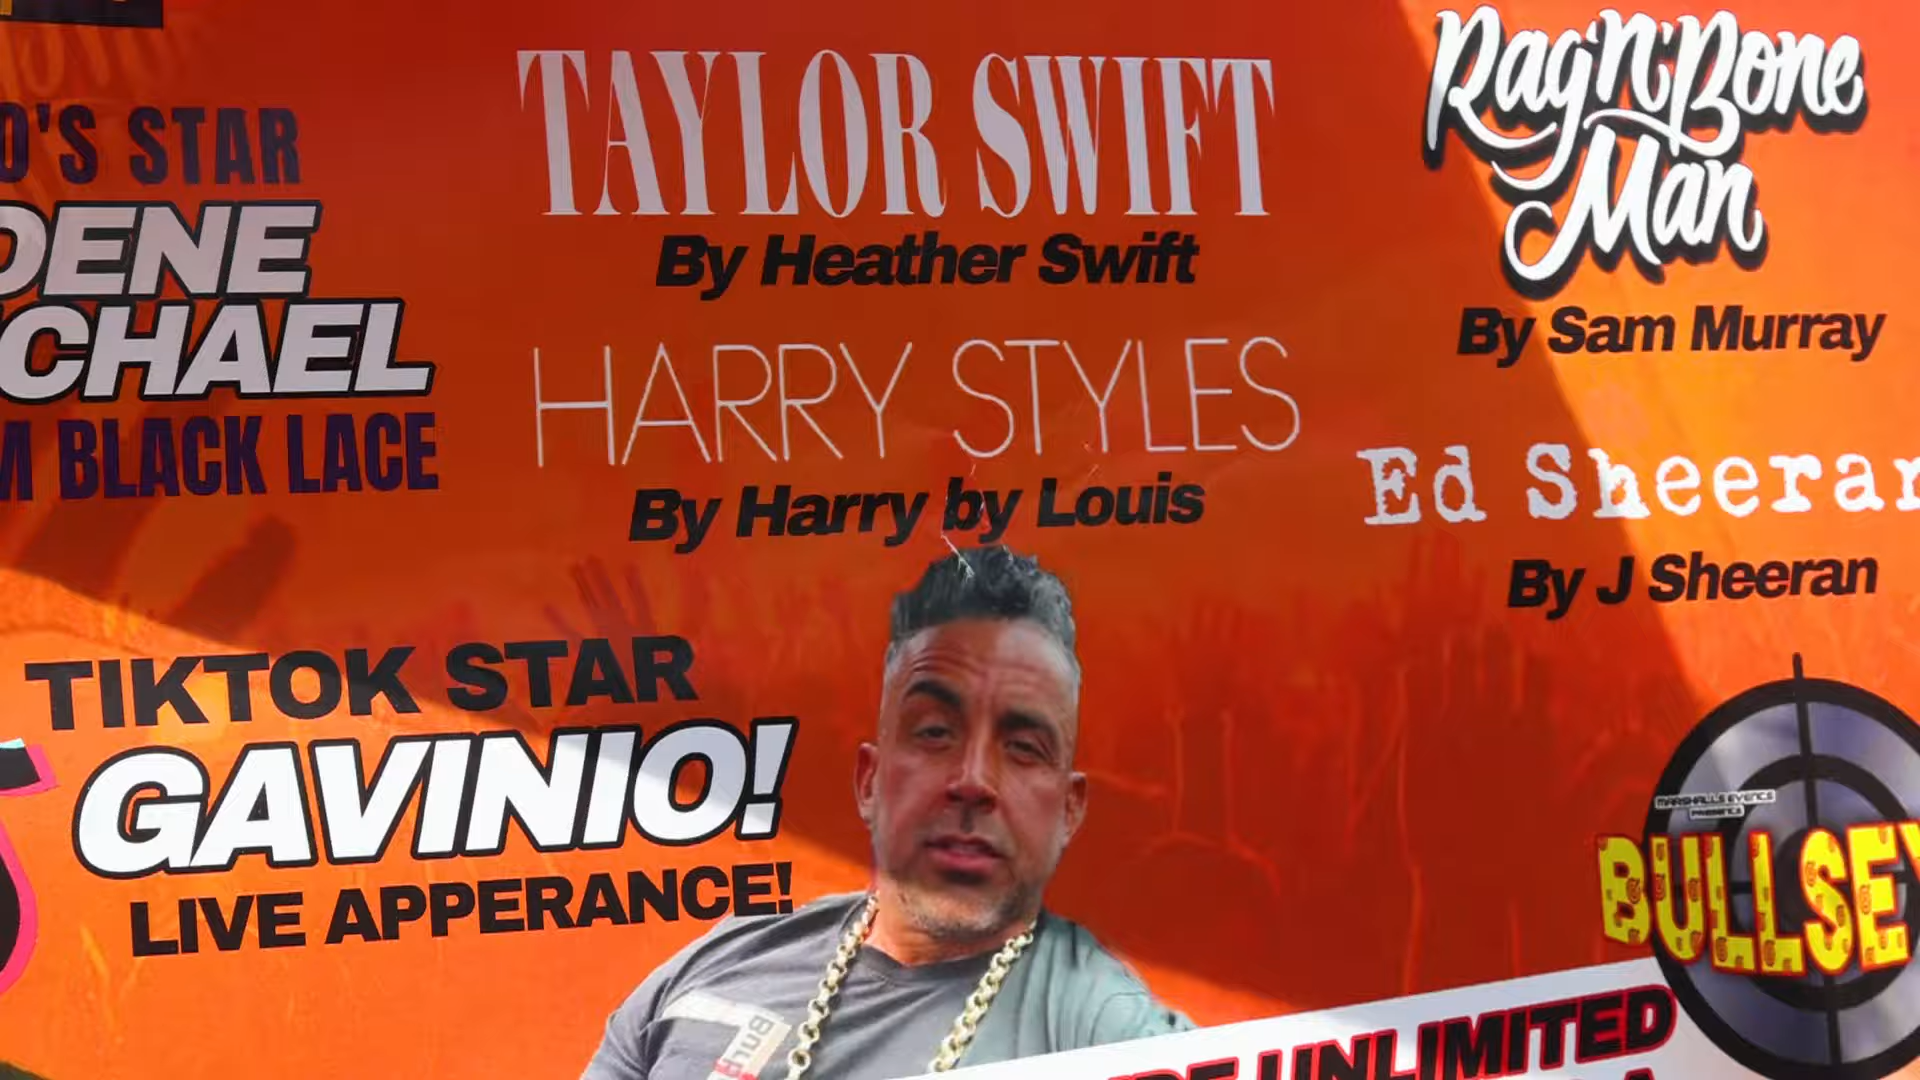 O'S STAR
DENE
CHAEL
M BLACK LACE
TAYLOR SWIFT
By Heather Swift
HARRY STYLES
By Harry by Louis
Rag'n'Bone
Man
By Sam Murray
Ed Sheeran
By J Sheeran
TIKTOK STAR
GAVINIO!
LIVE APPERANCE!
MARSHALLS EVENTS
PRESENTS
BULLSEY
UNLIMITED